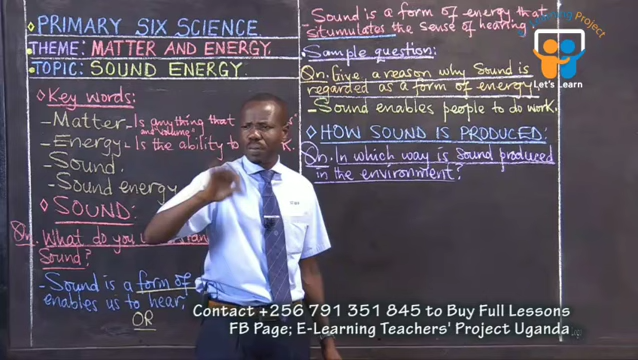 PRIMARY SIX SCIENCE.
THEME: MATTER AND ENERGY.
TOPIC: SOUND ENERGY.
Key words:
- Matter - Is anything that
and volume
- Energy - Is the ability to
K.
- Sound.
- Sound energy
SOUND:
Qn. What do you
Sound?
- Sound is a form of
enables us to hear.
OR
- Sound is a form of energy that
stumulates the sense of hearing
Sample question:
Qn. Give a reason why Sound is
regarded as a form of energy
- Sound enables people to do work.
HOW SOUND IS PRODUCED:
Qn. In which way is Sound produced
in the environment?
Learning Project
Let's Learn
Contact +256 791 351 845 to Buy Full Lessons
FB Page; E-Learning Teachers' Project Uganda